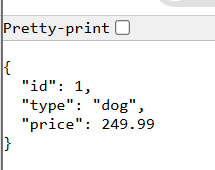 Pretty-print
{
  "id": 1,
  "type": "dog",
  "price": 249.99
}